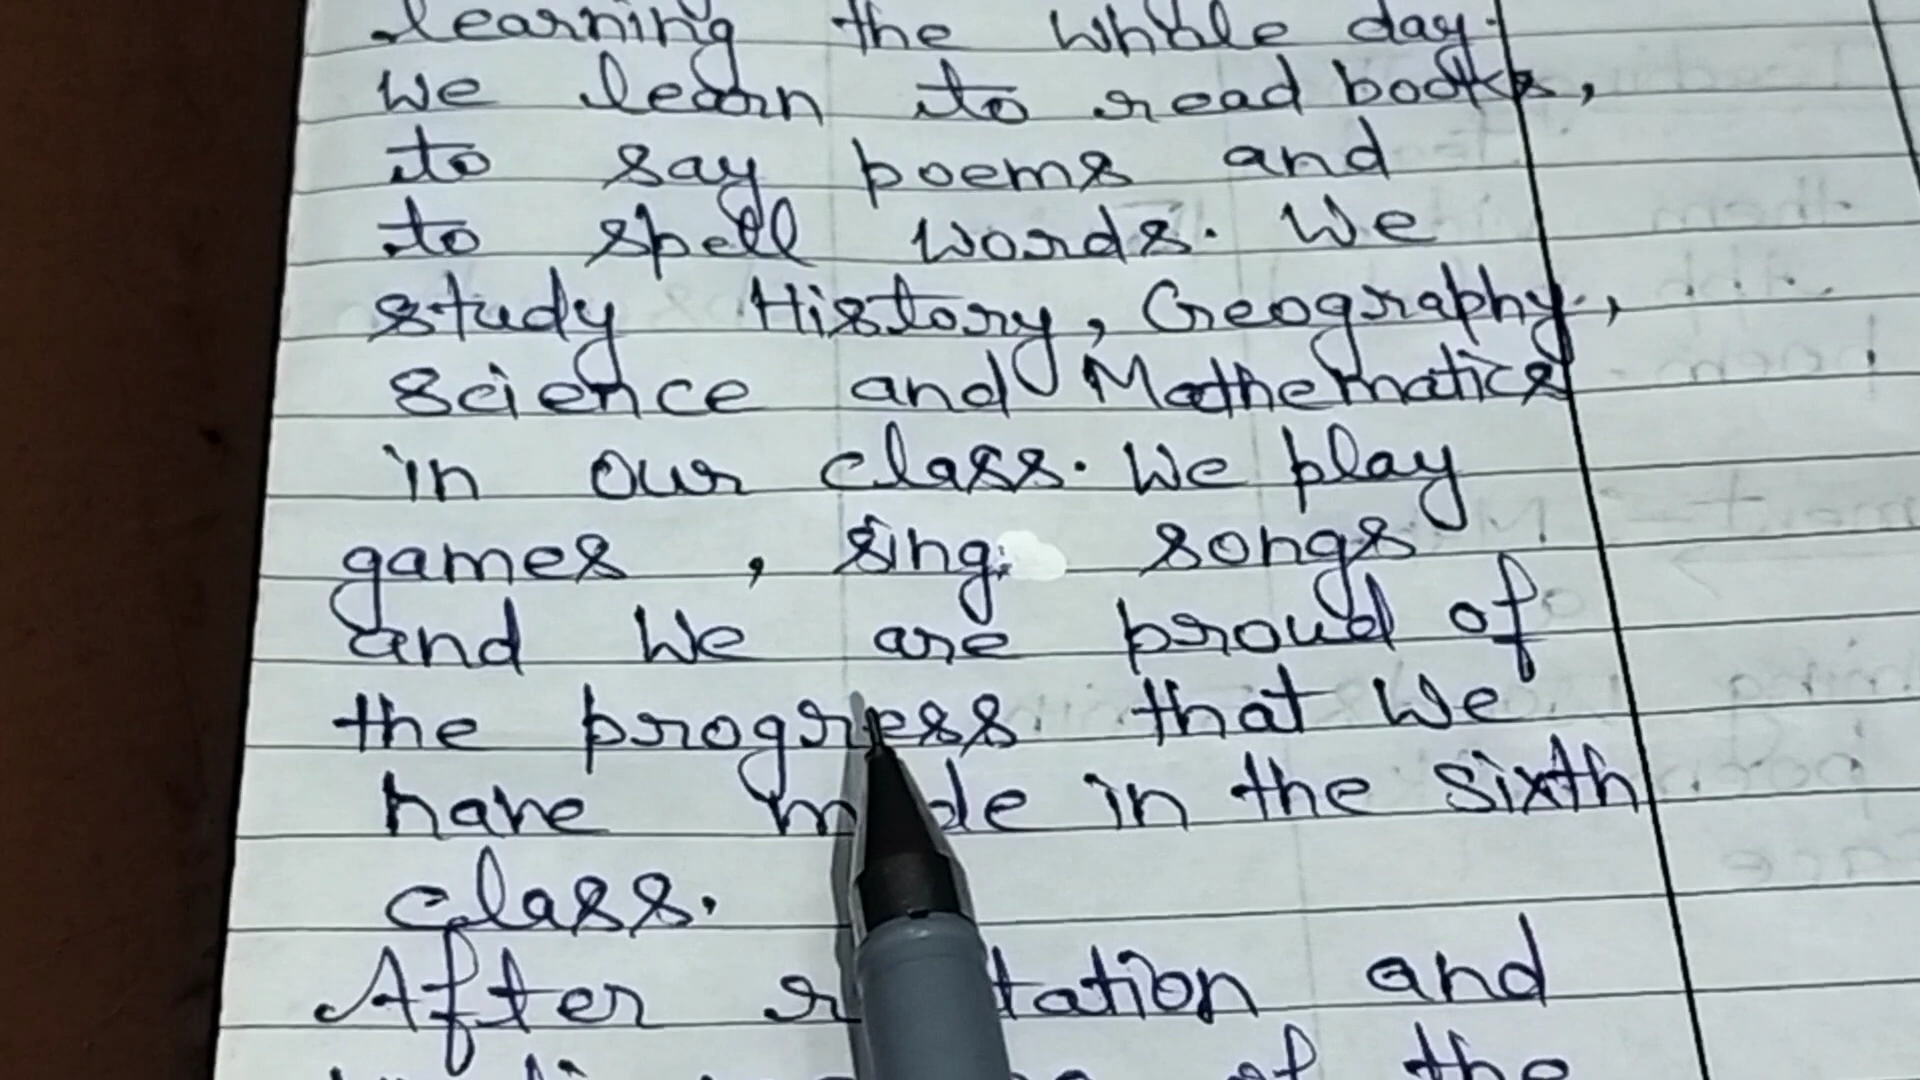 learning the whole day.
We learn to read books,
to say poems and
to spell words. We
study History, Geography,
Science and Mathematics
in our class. We play
games, sing songs
and We are proud of
the progress that We
have made in the sixth
class.
After and
of the